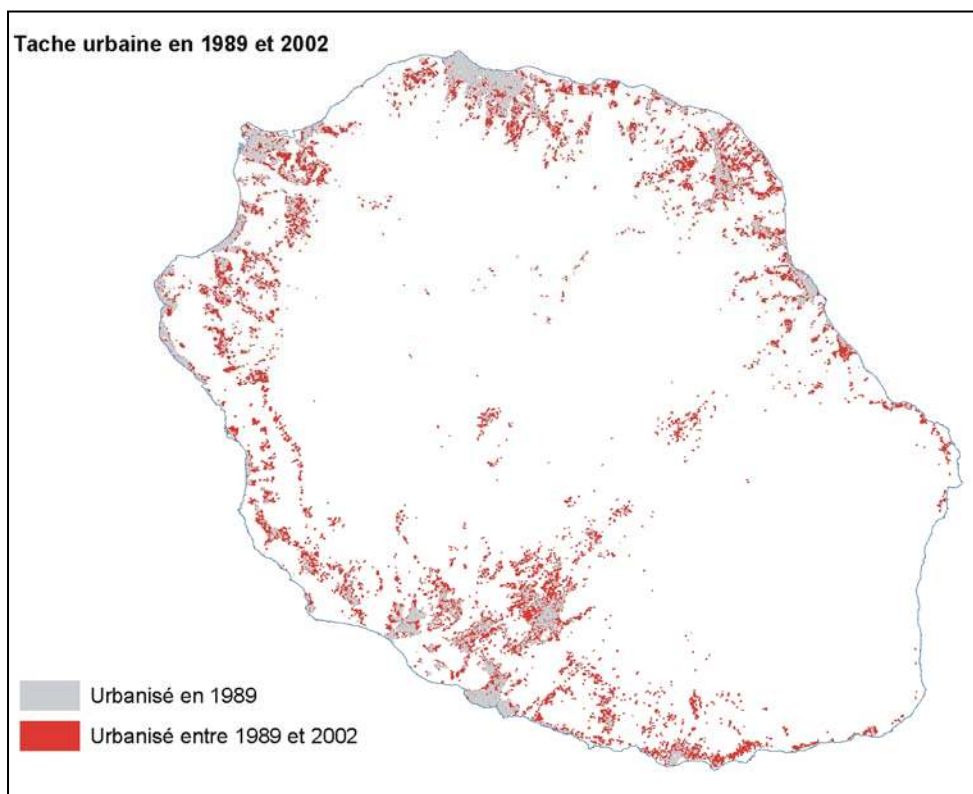 Tache urbaine en 1989 et 2002
Urbanisé en 1989
Urbanisé entre 1989 et 2002